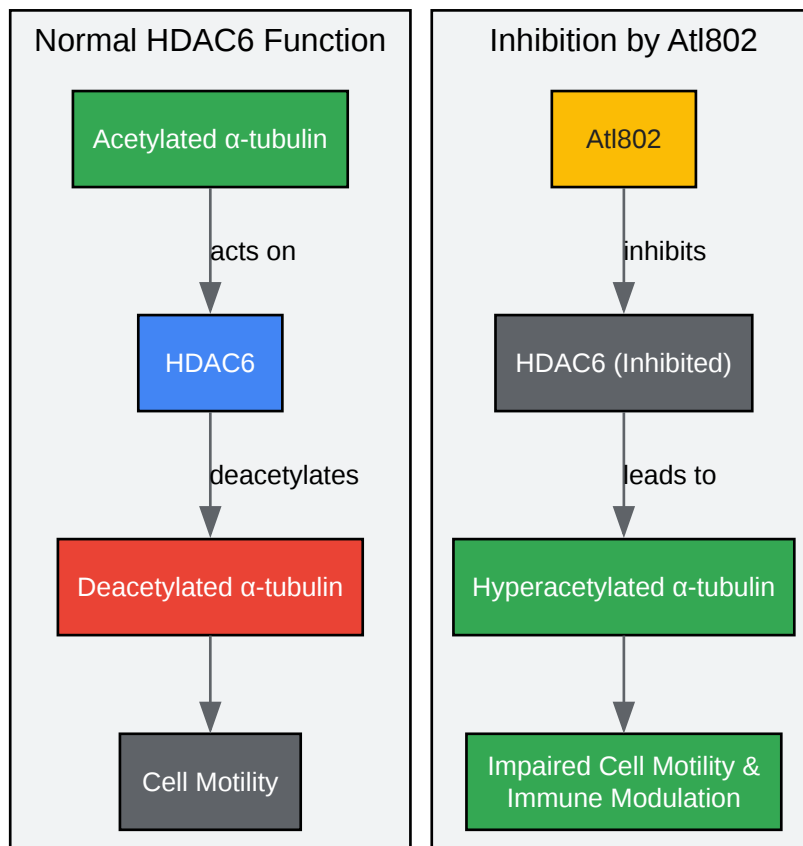 Normal HDAC6 Function
Acetylated α-tubulin
acts on
HDAC6
deacetylates
Deacetylated α-tubulin
Cell Motility
Inhibition by Atl802
Atl802
inhibits
HDAC6 (Inhibited)
leads to
Hyperacetylated α-tubulin
Impaired Cell Motility &
Immune Modulation